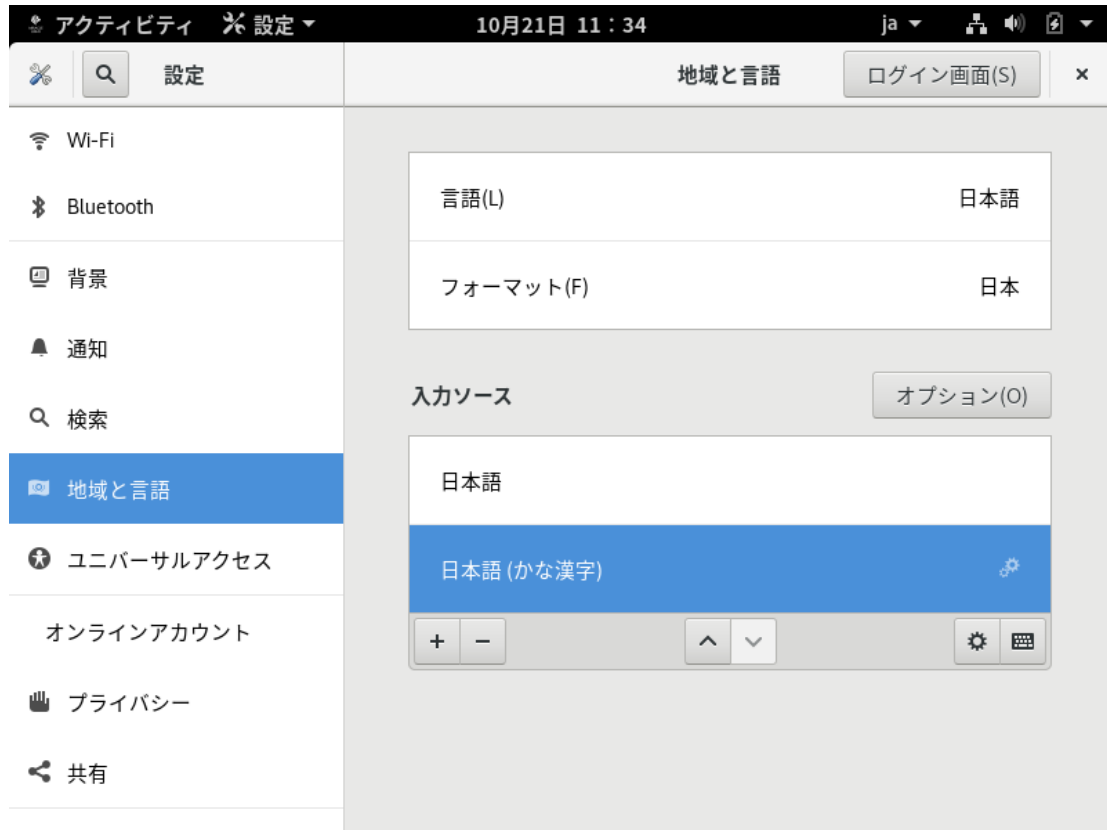 アクティビティ 設定 10月21日 11：34 ja
設定 地域と言語 ログイン画面(S)
Wi-Fi
Bluetooth
背景
通知
検索
地域と言語
ユニバーサルアクセス
オンラインアカウント
プライバシー
共有
言語(L) 日本語
フォーマット(F) 日本
入力ソース オプション(O)
日本語
日本語 (かな漢字)